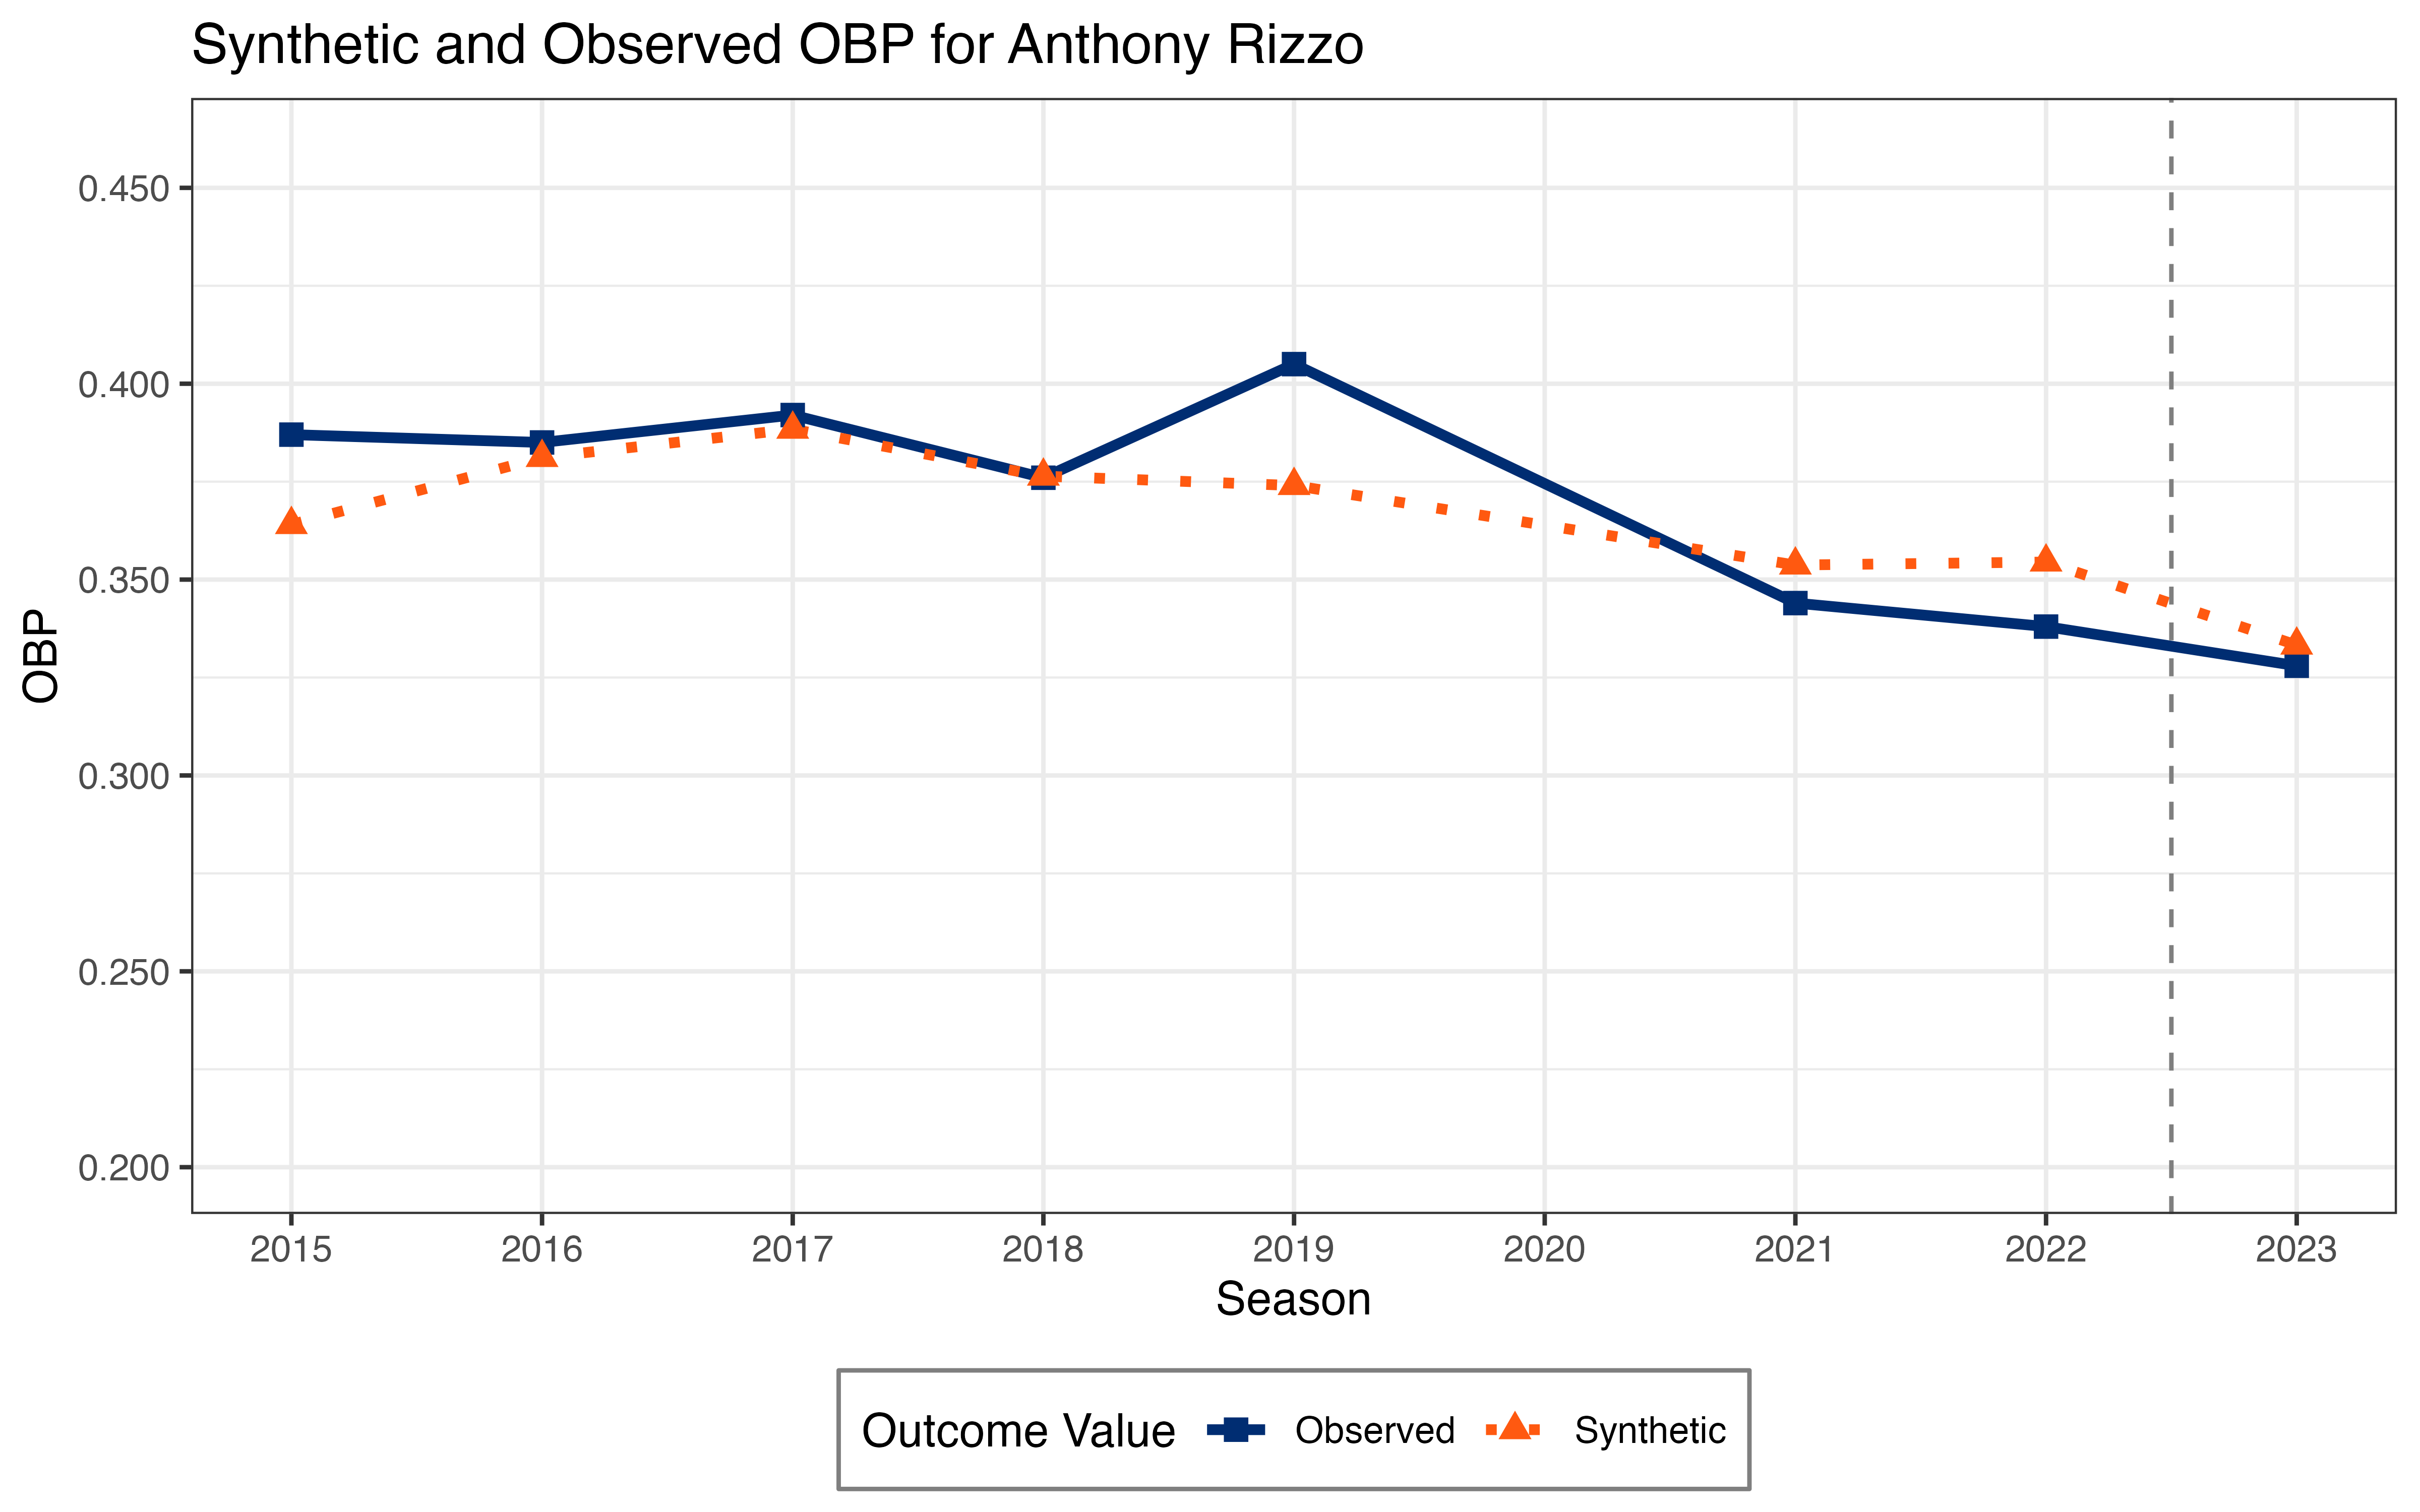 Synthetic and Observed OBP for Anthony Rizzo
0.450
0.400
0.350
0.300
0.250
0.200
OBP
2015 2016 2017 2018 2019 2020 2021 2022 2023
Season
Outcome Value Observed Synthetic